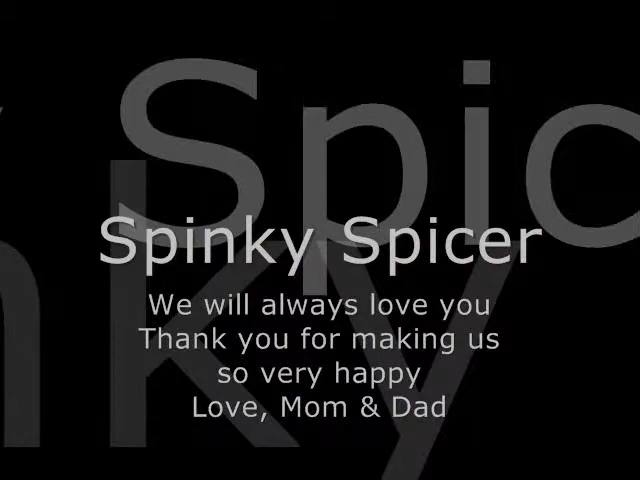 Spinky Spicer
We will always love you
Thank you for making us
so very happy
Love, Mom & Dad